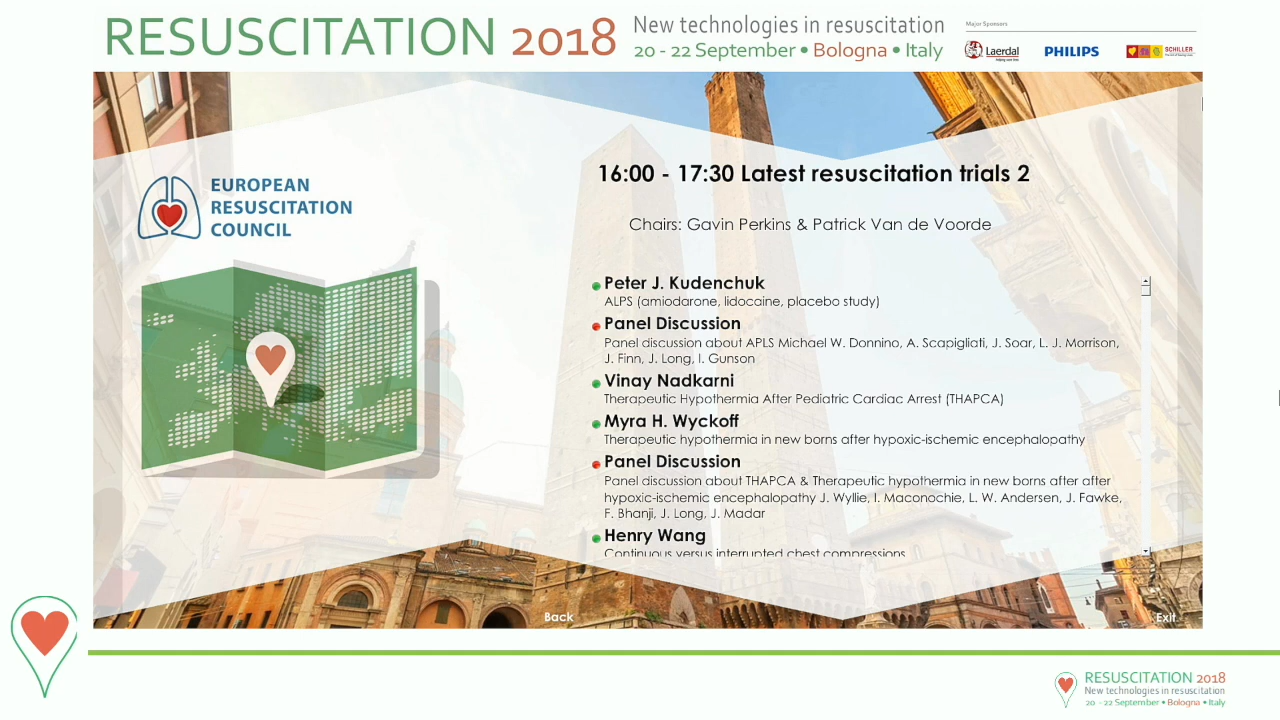 RESUSCITATION 2018
New technologies in resuscitation
20 - 22 September • Bologna • Italy
Major Sponsors
Laerdal
helping save lives
PHILIPS
SCHILLER
EUROPEAN
RESUSCITATION
COUNCIL
16:00 - 17:30 Latest resuscitation trials 2
Chairs: Gavin Perkins & Patrick Van de Voorde
Peter J. Kudenchuk
ALPS (amiodarone, lidocaine, placebo study)
Panel Discussion
Panel discussion about APLS Michael W. Donnino, A. Scapigliati, J. Soar, L. J. Morrison,
J. Finn, J. Long, I. Gunson
Vinay Nadkarni
Therapeutic Hypothermia After Pediatric Cardiac Arrest (THAPCA)
Myra H. Wyckoff
Therapeutic hypothermia in new borns after hypoxic-ischemic encephalopathy
Panel Discussion
Panel discussion about THAPCA & Therapeutic hypothermia in new borns after after
hypoxic-ischemic encephalopathy J. Wyllie, I. Maconochie, L. W. Andersen, J. Fawke,
F. Bhanji, J. Long, J. Madar
Henry Wang
Continuous versus interrupted chest compressions
Back
Exit
RESUSCITATION 2018
New technologies in resuscitation
20 - 22 September • Bologna • Italy